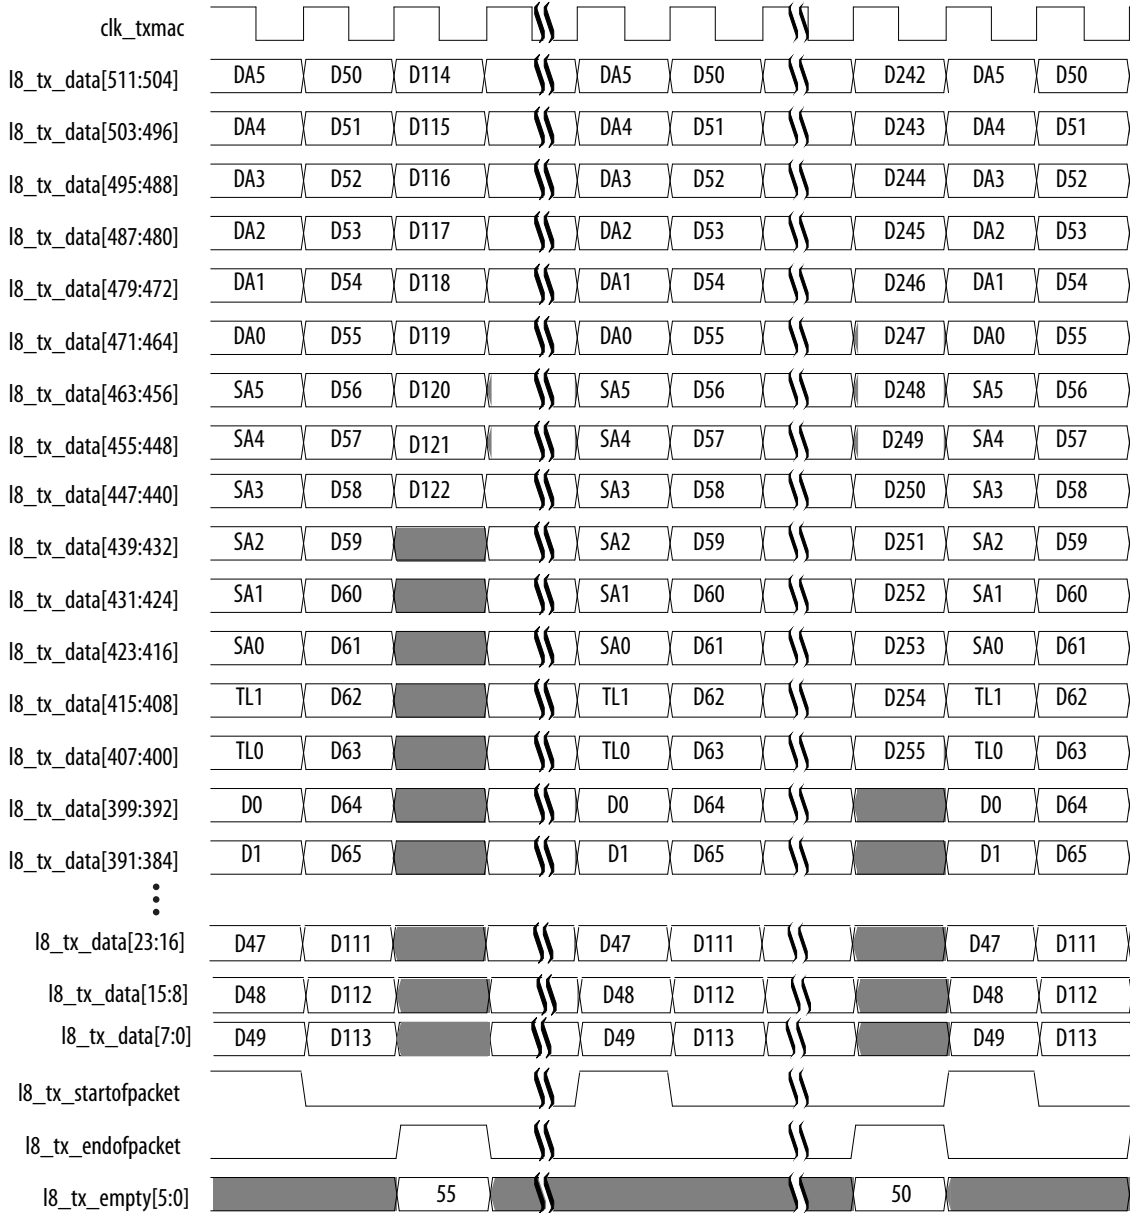 clk_txmac
l8_tx_data[511:504] DA5 D50 D114 DA5 D50 D242 DA5 D50
l8_tx_data[503:496] DA4 D51 D115 DA4 D51 D243 DA4 D51
l8_tx_data[495:488] DA3 D52 D116 DA3 D52 D244 DA3 D52
l8_tx_data[487:480] DA2 D53 D117 DA2 D53 D245 DA2 D53
l8_tx_data[479:472] DA1 D54 D118 DA1 D54 D246 DA1 D54
l8_tx_data[471:464] DA0 D55 D119 DA0 D55 D247 DA0 D55
l8_tx_data[463:456] SA5 D56 D120 SA5 D56 D248 SA5 D56
l8_tx_data[455:448] SA4 D57 D121 SA4 D57 D249 SA4 D57
l8_tx_data[447:440] SA3 D58 D122 SA3 D58 D250 SA3 D58
l8_tx_data[439:432] SA2 D59 SA2 D59 D251 SA2 D59
l8_tx_data[431:424] SA1 D60 SA1 D60 D252 SA1 D60
l8_tx_data[423:416] SA0 D61 SA0 D61 D253 SA0 D61
l8_tx_data[415:408] TL1 D62 TL1 D62 D254 TL1 D62
l8_tx_data[407:400] TL0 D63 TL0 D63 D255 TL0 D63
l8_tx_data[399:392] D0 D64 D0 D64 D0 D64
l8_tx_data[391:384] D1 D65 D1 D65 D1 D65
l8_tx_data[23:16] D47 D111 D47 D111 D47 D111
l8_tx_data[15:8] D48 D112 D48 D112 D48 D112
l8_tx_data[7:0] D49 D113 D49 D113 D49 D113
l8_tx_startofpacket
l8_tx_endofpacket
l8_tx_empty[5:0] 55 50